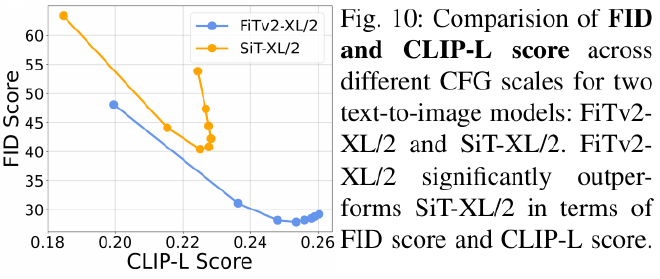 60
55
50
45
40
35
30
FID Score
0.18
0.20
0.22
0.24
0.26
CLIP-L Score
FiTv2-XL/2
SiT-XL/2
Fig. 10: Comparision of FID
and CLIP-L score across
different CFG scales for two
text-to-image models: FiTv2-
XL/2 and SiT-XL/2. FiTv2-
XL/2 significantly outper-
forms SiT-XL/2 in terms of
FID score and CLIP-L score.